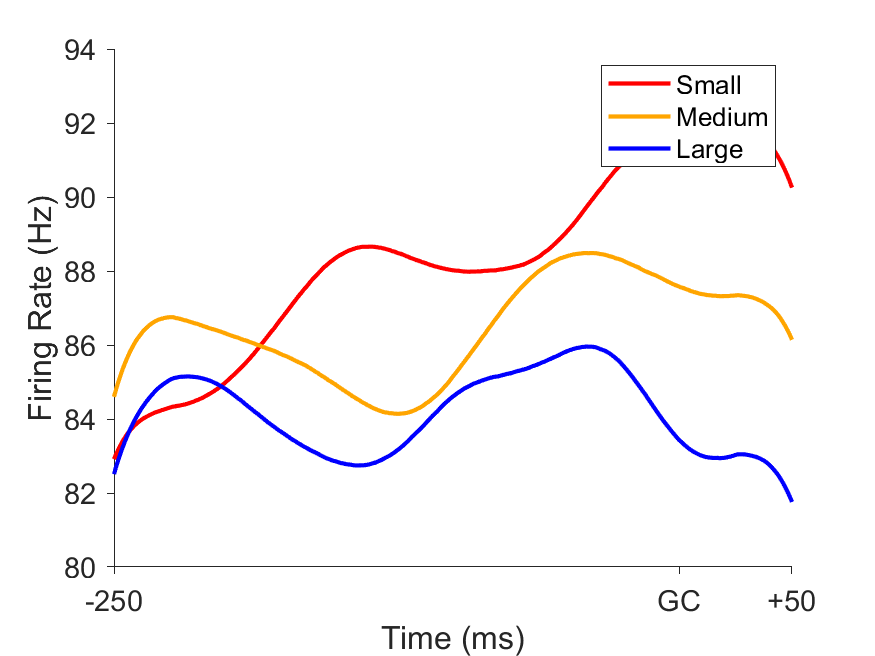 94
92
90
88
86
84
82
80
Firing Rate (Hz)
Small
Medium
Large
-250
GC
+50
Time (ms)